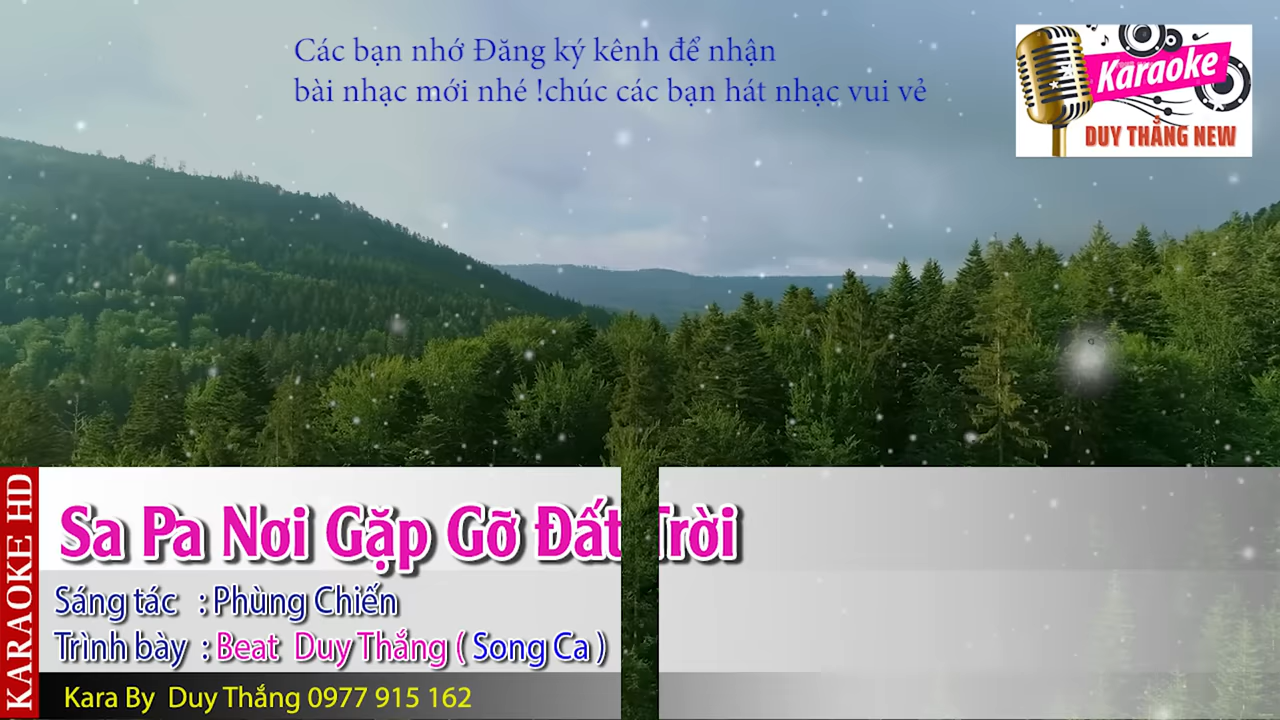 Các bạn nhớ Đăng ký kênh để nhận
bài nhạc mới nhé !chúc các bạn hát nhạc vui vẻ
Karaoke
DUY THẮNG NEW
KARAOKE HD
Sa Pa Nơi Gặp Gỡ Đất Trời
Sáng tác : Phùng Chiến
Trình bày : Beat Duy Thắng ( Song Ca )
Kara By Duy Thắng 0977 915 162